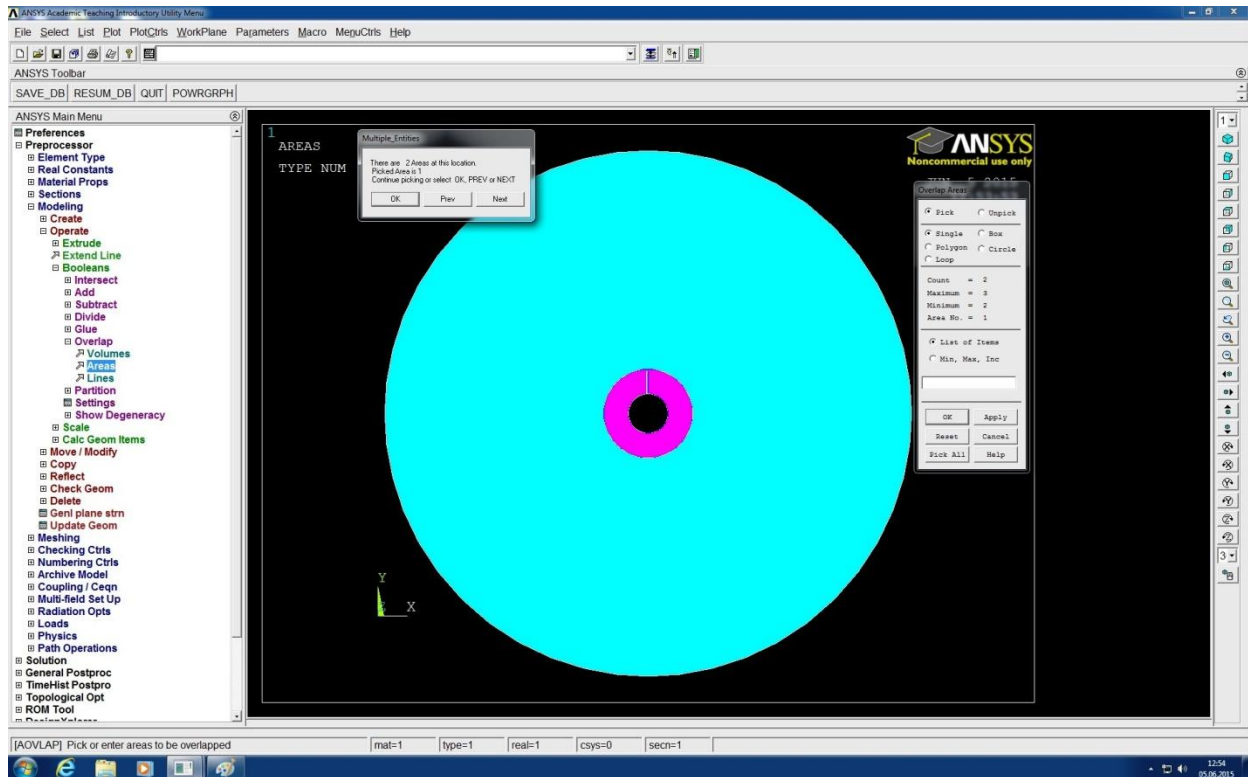 ANSYS Academic Teaching Introductory Utility Menu
File Select List Plot PlotCtrls WorkPlane Parameters Macro MenuCtrls Help
ANSYS Toolbar
SAVE_DB RESUM_DB QUIT POWRGRPH
ANSYS Main Menu
Preferences
Preprocessor
Element Type
Real Constants
Material Props
Sections
Modeling
Create
Operate
Extrude
Extend Line
Booleans
Intersect
Add
Subtract
Divide
Glue
Overlap
Volumes
Areas
Lines
Partition
Settings
Show Degeneracy
Scale
Calc Geom Items
Move / Modify
Copy
Reflect
Check Geom
Delete
Genl plane strn
Update Geom
Meshing
Checking Ctrls
Numbering Ctrls
Archive Model
Coupling / Ceqn
Multi-field Set Up
Radiation Opts
Loads
Physics
Path Operations
Solution
General Postproc
TimeHist Postpro
Topological Opt
ROM Tool
1
AREAS
TYPE NUM
Multiple_Entities
There are 2 Areas at this location.
Picked Area is 1
Continue picking or select OK, PREV or NEXT
OK Prev Next
ANSYS
Noncommercial use only
Overlap Areas
Pick Unpick
Single Box
Polygon Circle
Loop
Count = 2
Maximum = 3
Minimum = 2
Area No. = 1
List of Items
Min, Max, Inc
OK Apply
Reset Cancel
Pick All Help
Y
X
1
3
[AOVLAP] Pick or enter areas to be overlapped
mat=1 type=1 real=1 csys=0 secn=1
12:54
05.06.2015